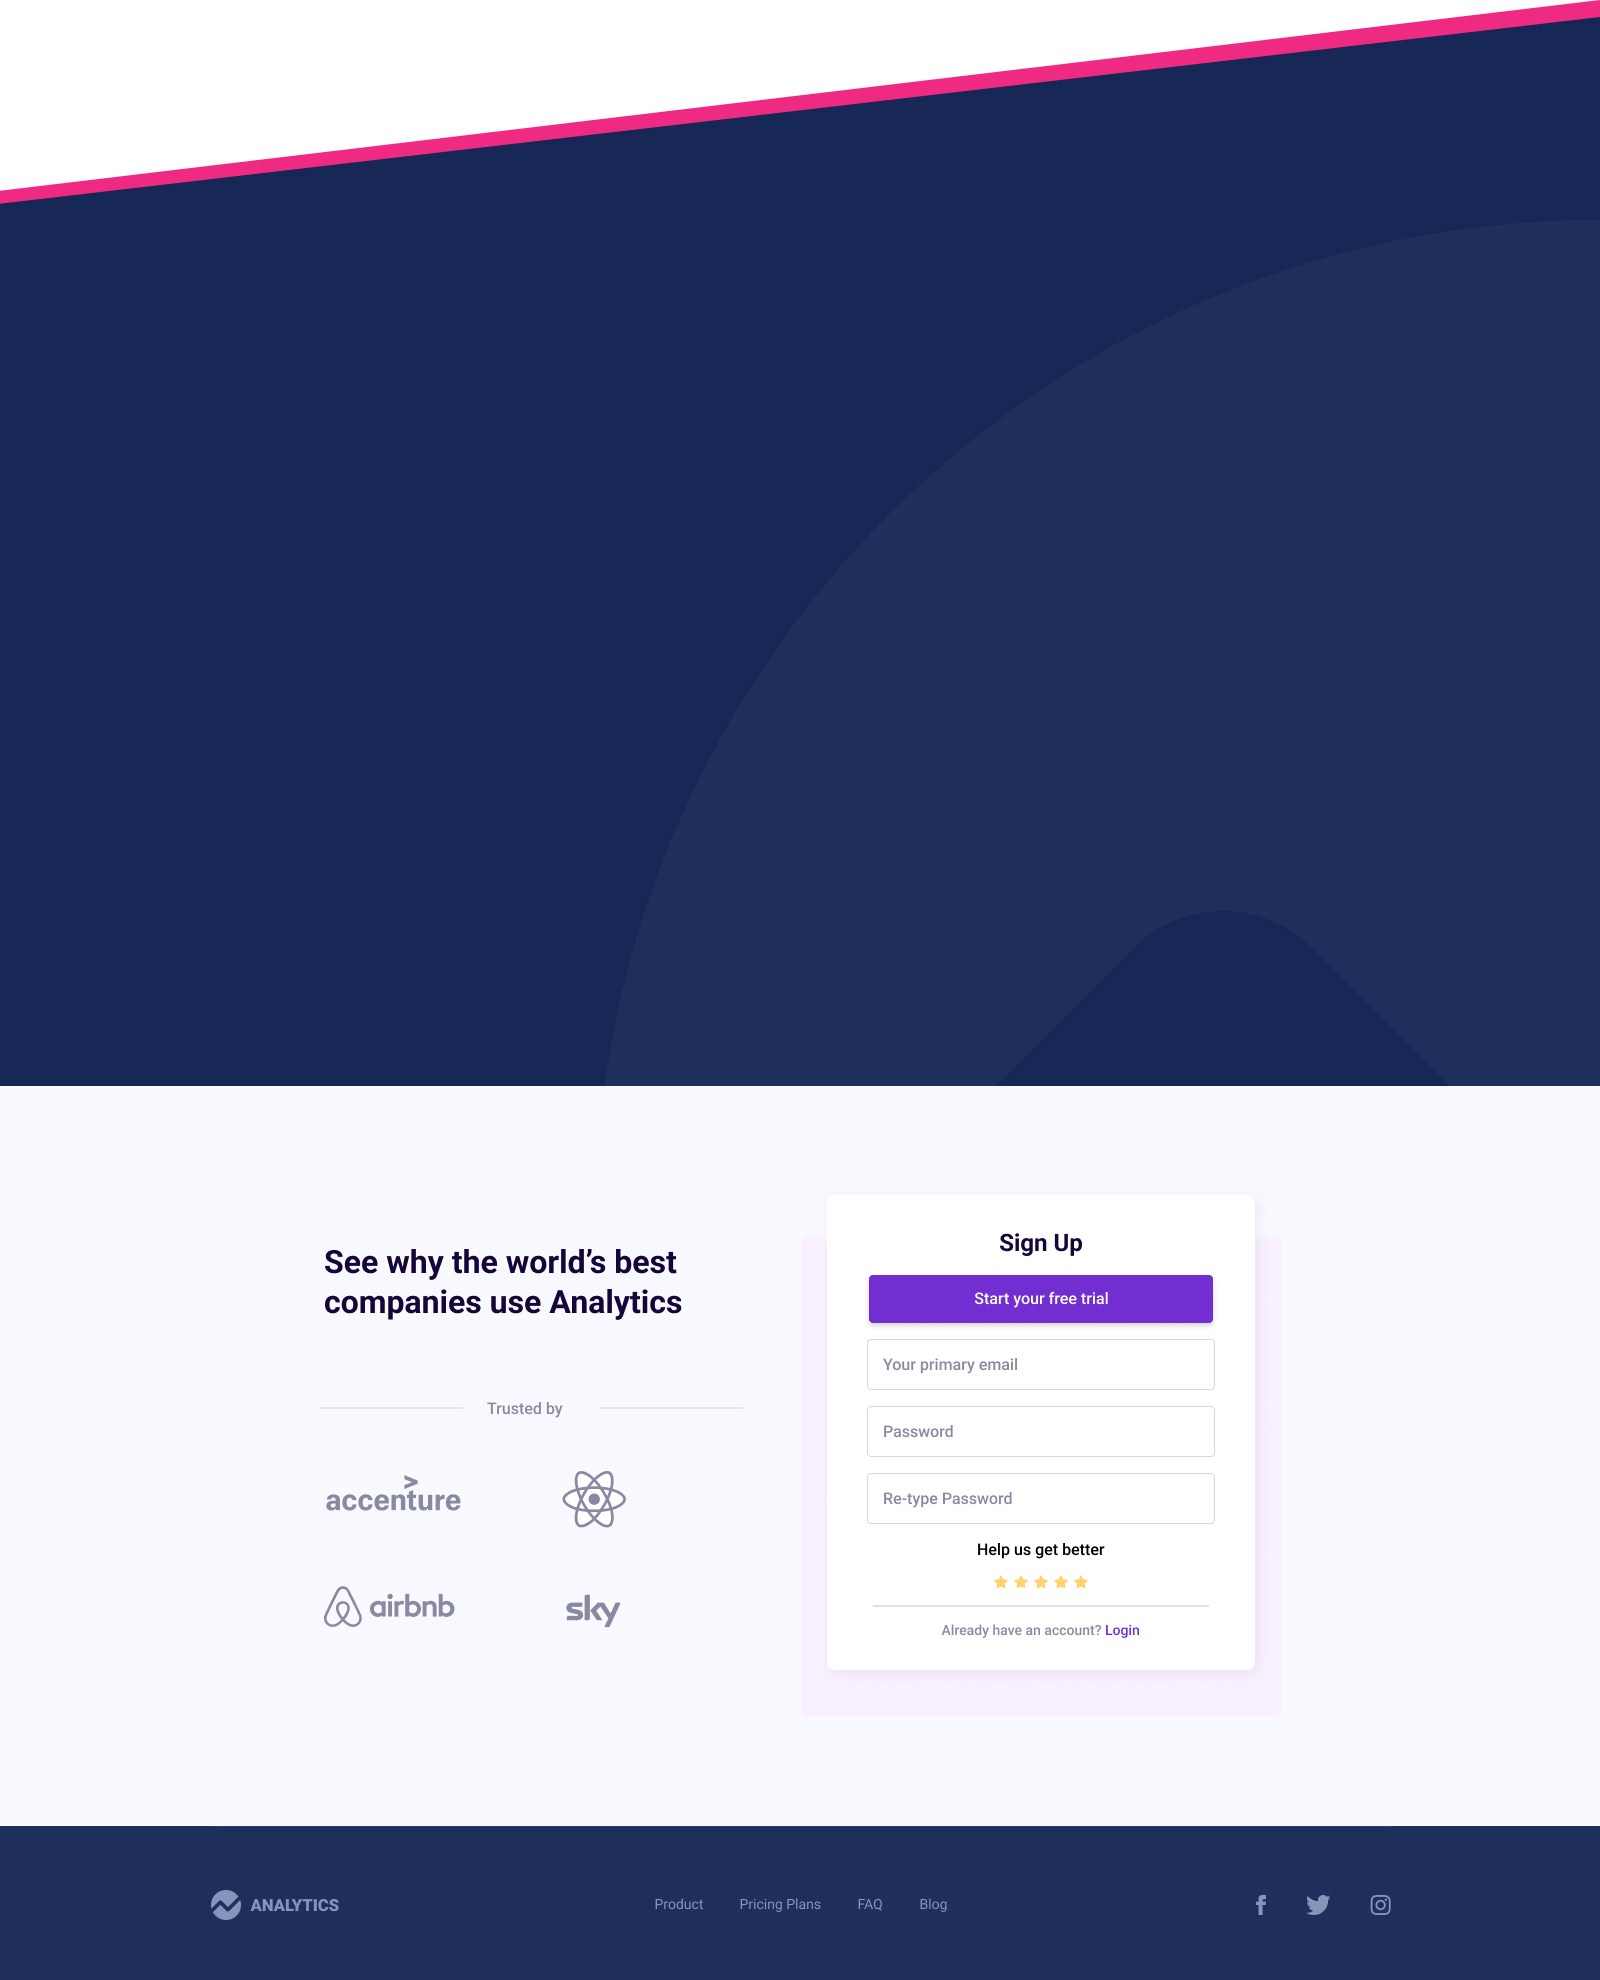 See why the world’s best
companies use Analytics
Trusted by
accenture
airbnb
sky
Sign Up
Start your free trial
Your primary email
Password
Re-type Password
Help us get better
Already have an account? Login
ANALYTICS
Product Pricing Plans FAQ Blog